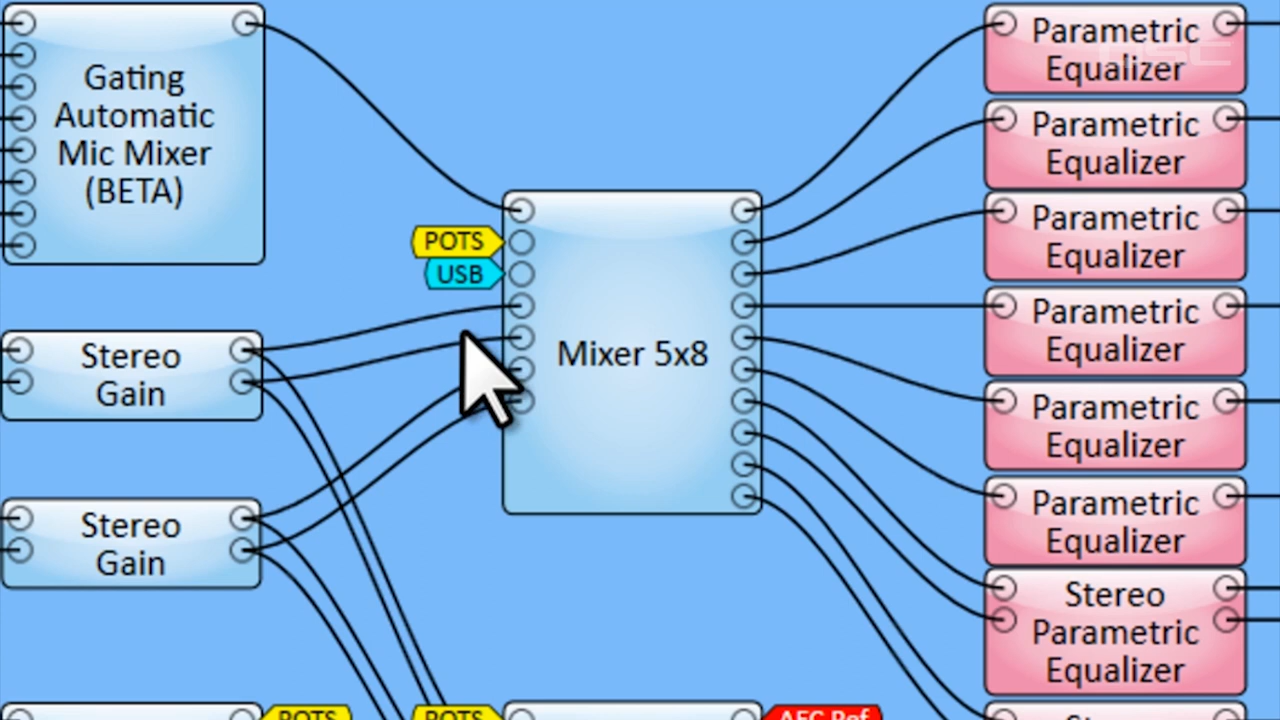 Gating
Automatic
Mic Mixer
(BETA)
Stereo
Gain
Stereo
Gain
POTS
POTS
USB
Mixer 5x8
POTS
AEC Ref
QSC
Parametric
Equalizer
Parametric
Equalizer
Parametric
Equalizer
Parametric
Equalizer
Parametric
Equalizer
Parametric
Equalizer
Stereo
Parametric
Equalizer